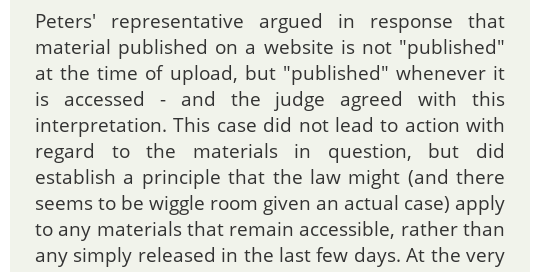 Peters' representative argued in response that
material published on a website is not "published"
at the time of upload, but "published" whenever it
is accessed - and the judge agreed with this
interpretation. This case did not lead to action with
regard to the materials in question, but did
establish a principle that the law might (and there
seems to be wiggle room given an actual case) apply
to any materials that remain accessible, rather than
any simply released in the last few days. At the very